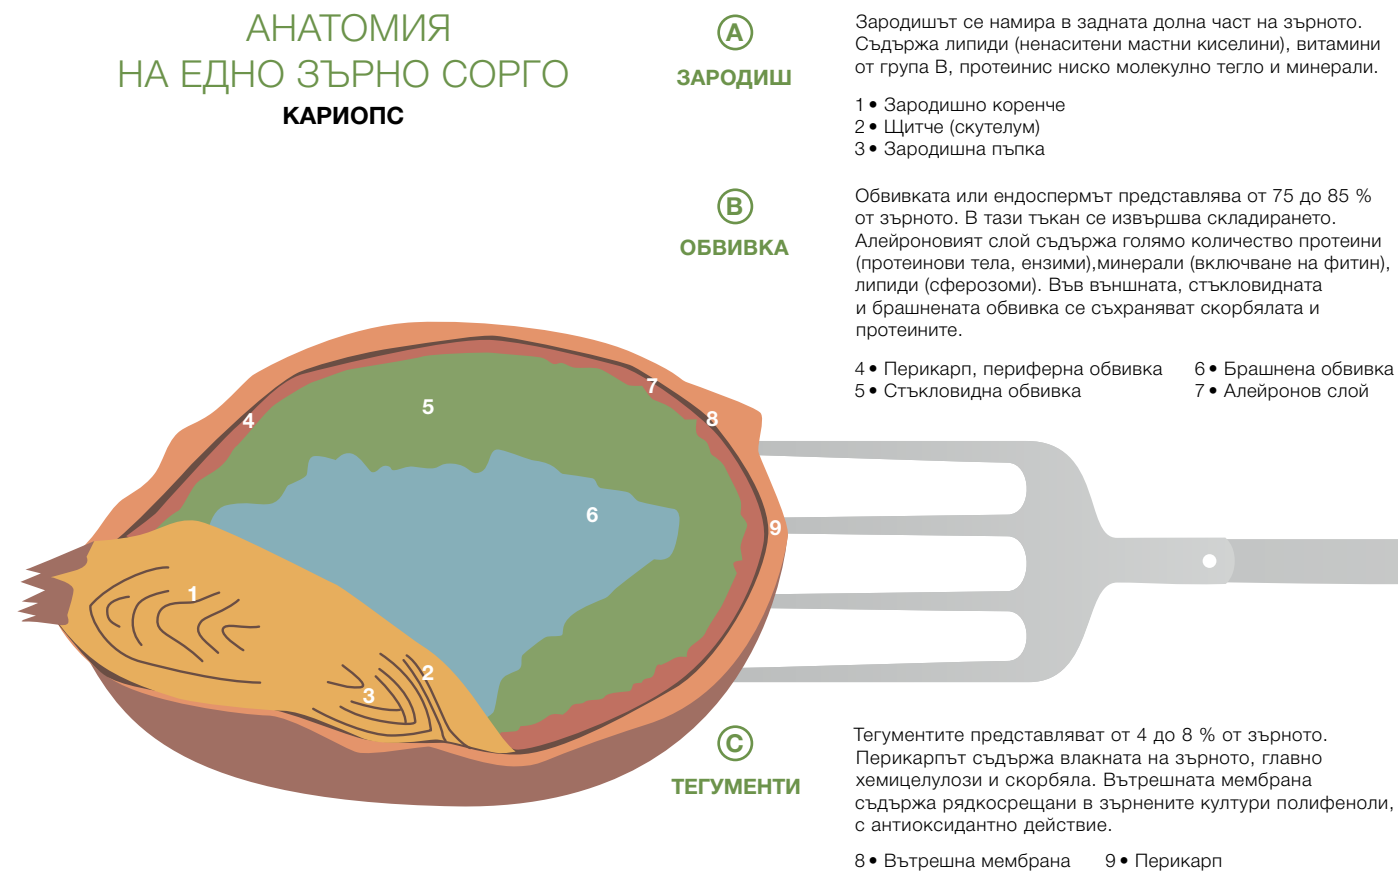 АНАТОМИЯ
НА ЕДНО ЗЪРНО СОРГО
КАРИОПС
A
ЗАРОДИШ
Зародишът се намира в задната долна част на зърното.
Съдържа липиди (ненаситени мастни киселини), витамини
от група B, протеинис ниско молекулно тегло и минерали.
1 • Зародишно коренче
2 • Щитче (скутелум)
3 • Зародишна пъпка
B
ОБВИВКА
Обвивката или ендоспермът представлява от 75 до 85 %
от зърното. В тази тъкан се извършва складирането.
Алейроновият слой съдържа голямо количество протеини
(протеинови тела, ензими),минерали (включване на фитин),
липиди (сферозоми). Във външната, стъкловидната
и брашнената обвивка се съхраняват скорбялата и
протеините.
4 • Перикарп, периферна обвивка
5 • Стъкловидна обвивка
6 • Брашнена обвивка
7 • Алейронов слой
4
5
7
8
6
9
1
2
3
C
ТЕГУМЕНТИ
Тегументите представляват от 4 до 8 % от зърното.
Перикарпът съдържа влакната на зърното, главно
хемицелулози и скорбяла. Вътрешната мембрана
съдържа рядкосрещани в зърнените култури полифеноли,
с антиоксидантно действие.
8 • Вътрешна мембрана
9 • Перикарп